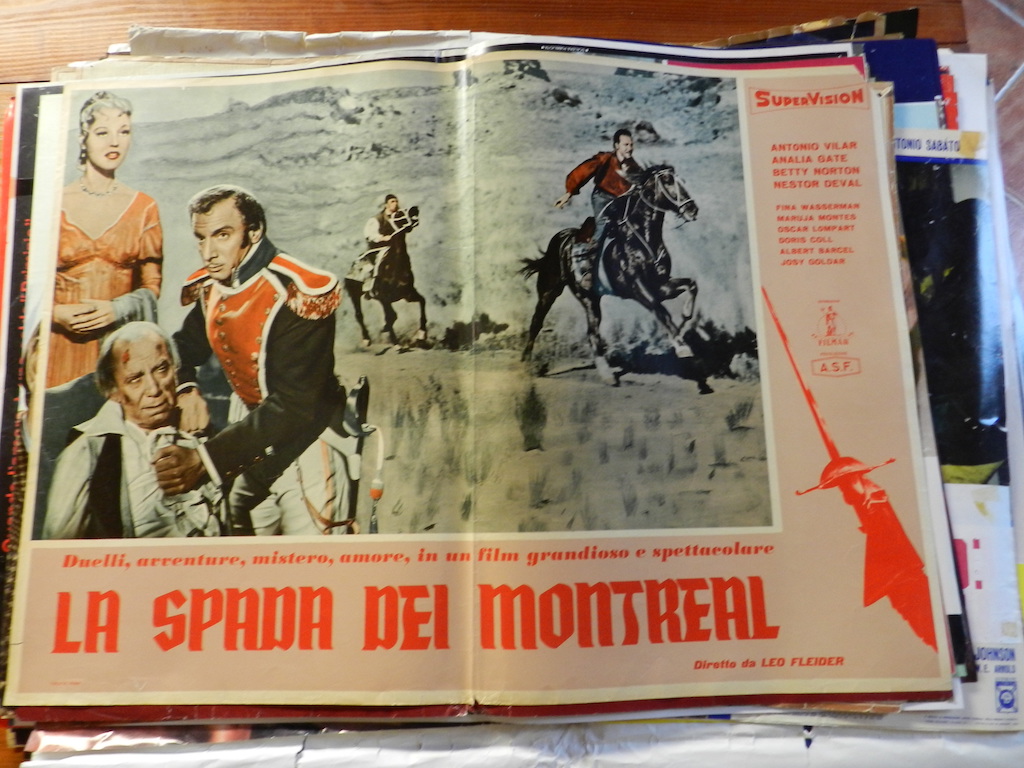 SUPERVISION
ANTONIO VILAR
ANALIA GATE
BETTY NORTON
NESTOR DEVAL
FINA WASSERMAN
MARUJA MONTES
OSCAR LOMPART
DORIS COLL
ALBERT BARCEL
JOSY GOLDAR
FILMAR
A.S.F.
Duelli, avventure, mistero, amore, in un film grandioso e spettacolare
LA SPADA DEI MONTREAL
Diretto da LEO FLEIDER
TONIO SABÀTO
JOHNSON